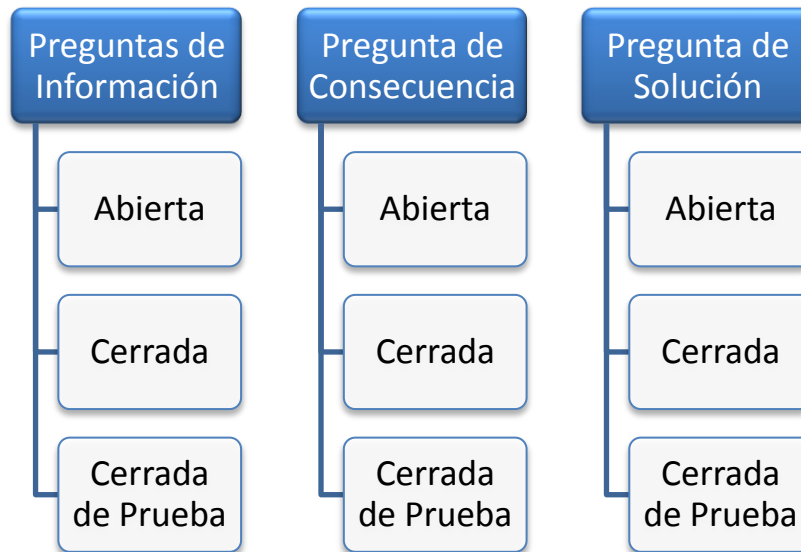 Preguntas de
Información
Abierta
Cerrada
Cerrada
de Prueba
Pregunta de
Consecuencia
Abierta
Cerrada
Cerrada
de Prueba
Pregunta de
Solución
Abierta
Cerrada
Cerrada
de Prueba